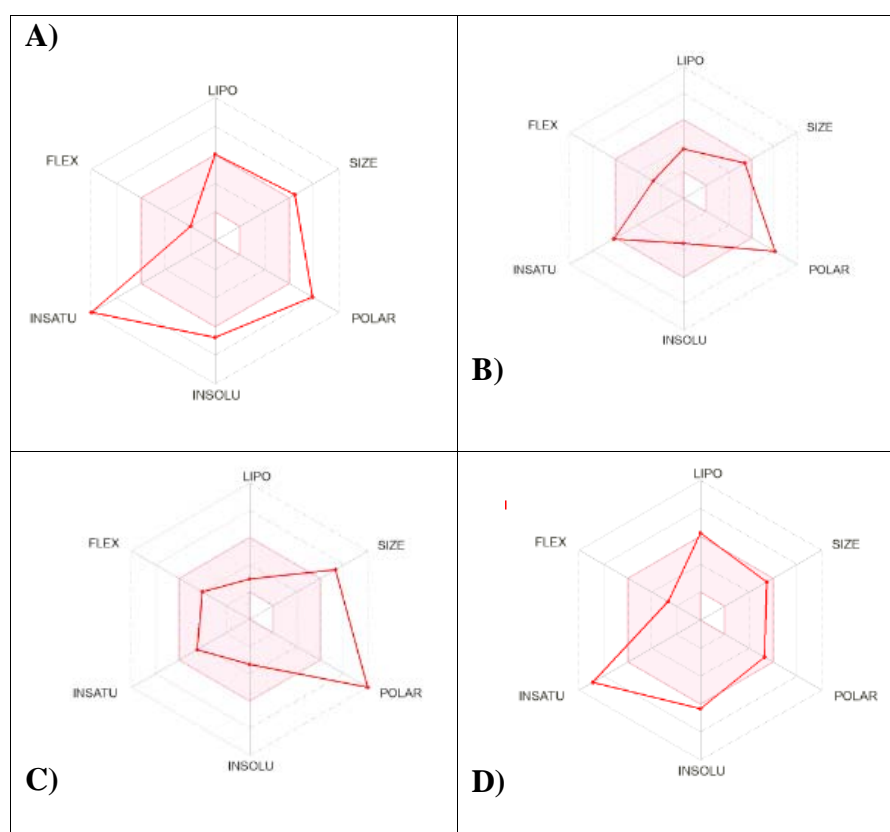 A)
LIPO
FLEX
SIZE
INSATU
POLAR
INSOLU
LIPO
FLEX
SIZE
INSATU
POLAR
INSOLU
B)
LIPO
FLEX
SIZE
INSATU
POLAR
INSOLU
C)
LIPO
FLEX
SIZE
INSATU
POLAR
INSOLU
D)